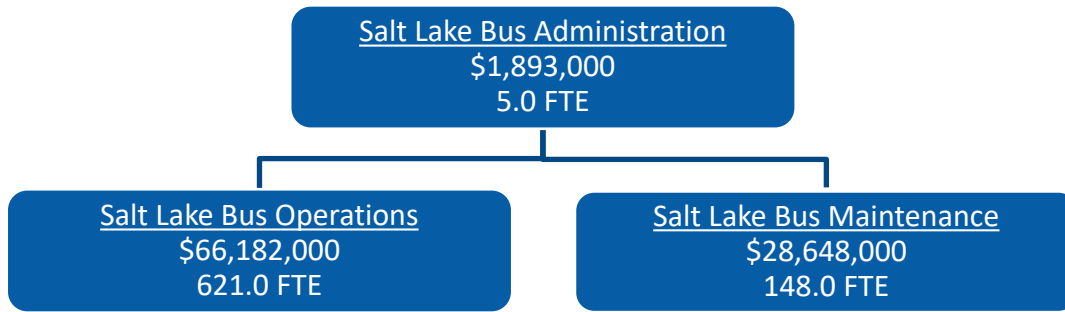 Salt Lake Bus Administration
$1,893,000
5.0 FTE
Salt Lake Bus Operations
$66,182,000
621.0 FTE
Salt Lake Bus Maintenance
$28,648,000
148.0 FTE